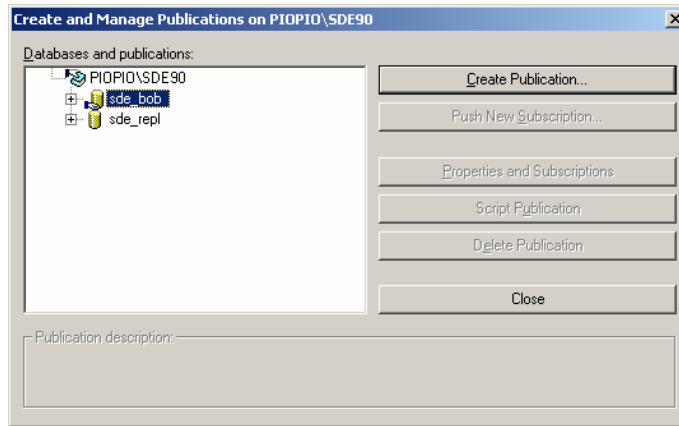 Create and Manage Publications on PIOPIO\SDE90
Databases and publications:
PIOPIO\SDE90
sde_bob
sde_repl
Create Publication...
Push New Subscription...
Properties and Subscriptions
Script Publication
Delete Publication
Close
Publication description: